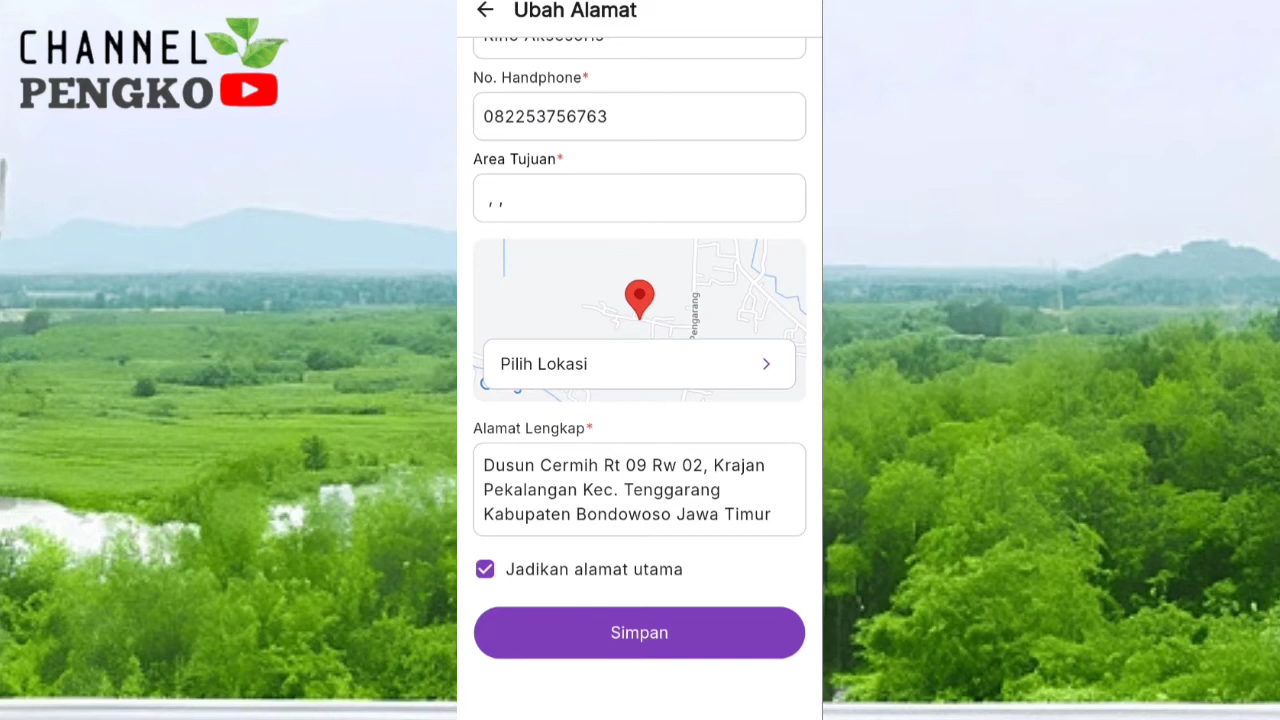 CHANNEL
PENGKO
Ubah Alamat
No. Handphone*
082253756763
Area Tujuan*
, ,
Pengarang
Pilih Lokasi
Alamat Lengkap*
Dusun Cermih Rt 09 Rw 02, Krajan
Pekalangan Kec. Tenggarang
Kabupaten Bondowoso Jawa Timur
Jadikan alamat utama
Simpan